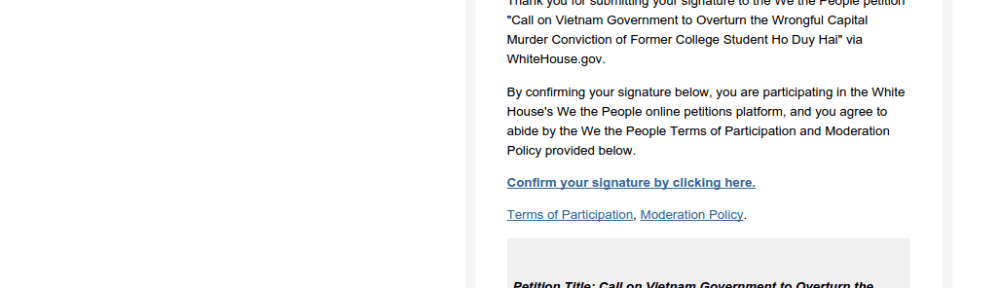 Thank you for submitting your signature to the We the People petition
"Call on Vietnam Government to Overturn the Wrongful Capital
Murder Conviction of Former College Student Ho Duy Hai" via
WhiteHouse.gov.
By confirming your signature below, you are participating in the White
House's We the People online petitions platform, and you agree to
abide by the We the People Terms of Participation and Moderation
Policy provided below.
Confirm your signature by clicking here.
Terms of Participation, Moderation Policy.
Petition Title: Call on Vietnam Government to Overturn the